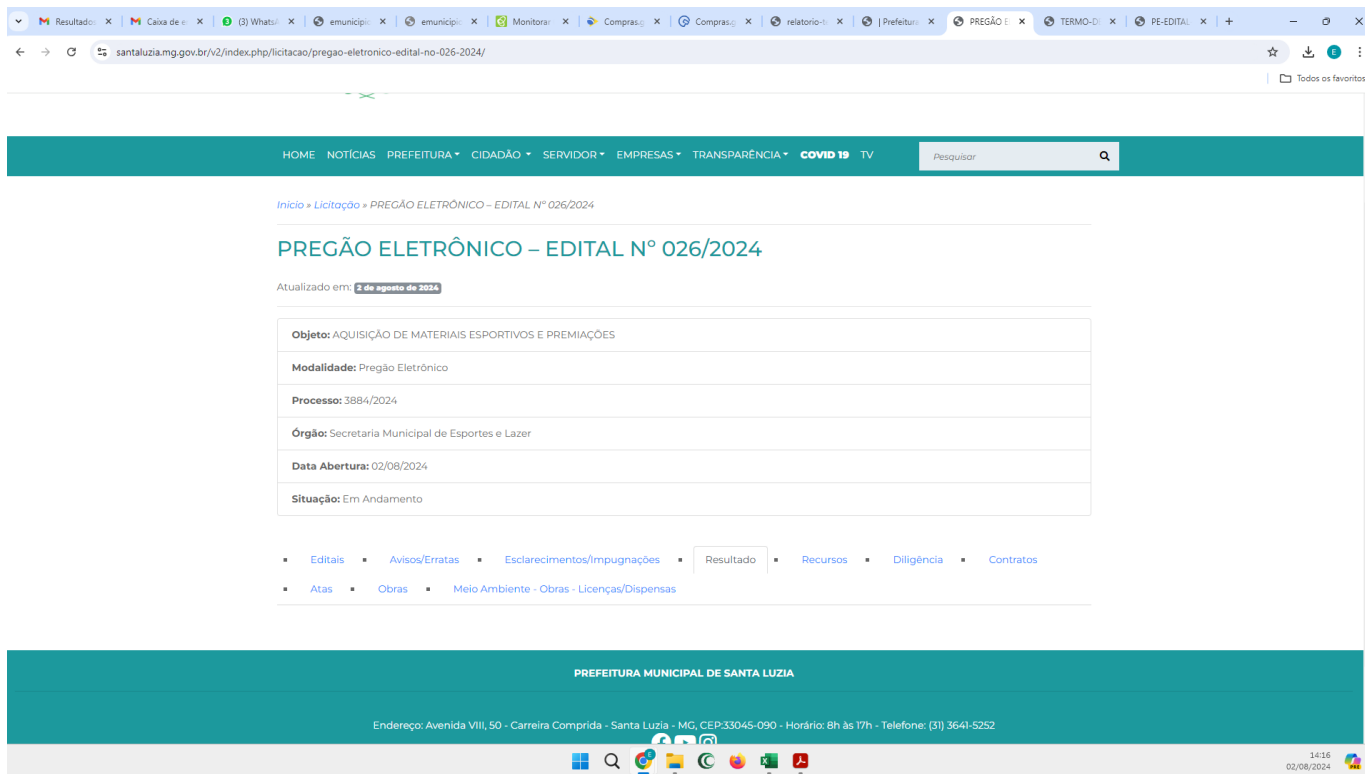 Resultados
Caixa de e
(3) WhatsA
emunicipio
emunicipio
Monitorar
Compras.g
Compras.g
relatorio-b
| Prefeitura
PREGÃO E
TERMO-D
PE-EDITAL
santaluzia.mg.gov.br/v2/index.php/licitacao/pregao-eletronico-edital-no-026-2024/
E
Todos os favoritos
HOME NOTÍCIAS PREFEITURA CIDADÃO SERVIDOR EMPRESAS TRANSPARÊNCIA COVID 19 TV Pesquisar
Inicio » Licitação » PREGÃO ELETRÔNICO – EDITAL Nº 026/2024
PREGÃO ELETRÔNICO – EDITAL Nº 026/2024
Atualizado em: 2 de agosto de 2024
Objeto: AQUISIÇÃO DE MATERIAIS ESPORTIVOS E PREMIAÇÕES
Modalidade: Pregão Eletrônico
Processo: 3884/2024
Órgão: Secretaria Municipal de Esportes e Lazer
Data Abertura: 02/08/2024
Situação: Em Andamento
Editais Avisos/Erratas Esclarecimentos/Impugnações Resultado Recursos Diligência Contratos
Atas Obras Meio Ambiente - Obras - Licenças/Dispensas
PREFEITURA MUNICIPAL DE SANTA LUZIA
Endereço: Avenida VIII, 50 - Carreira Comprida - Santa Luzia - MG, CEP:33045-090 - Horário: 8h às 17h - Telefone: (31) 3641-5252
14:16
02/08/2024